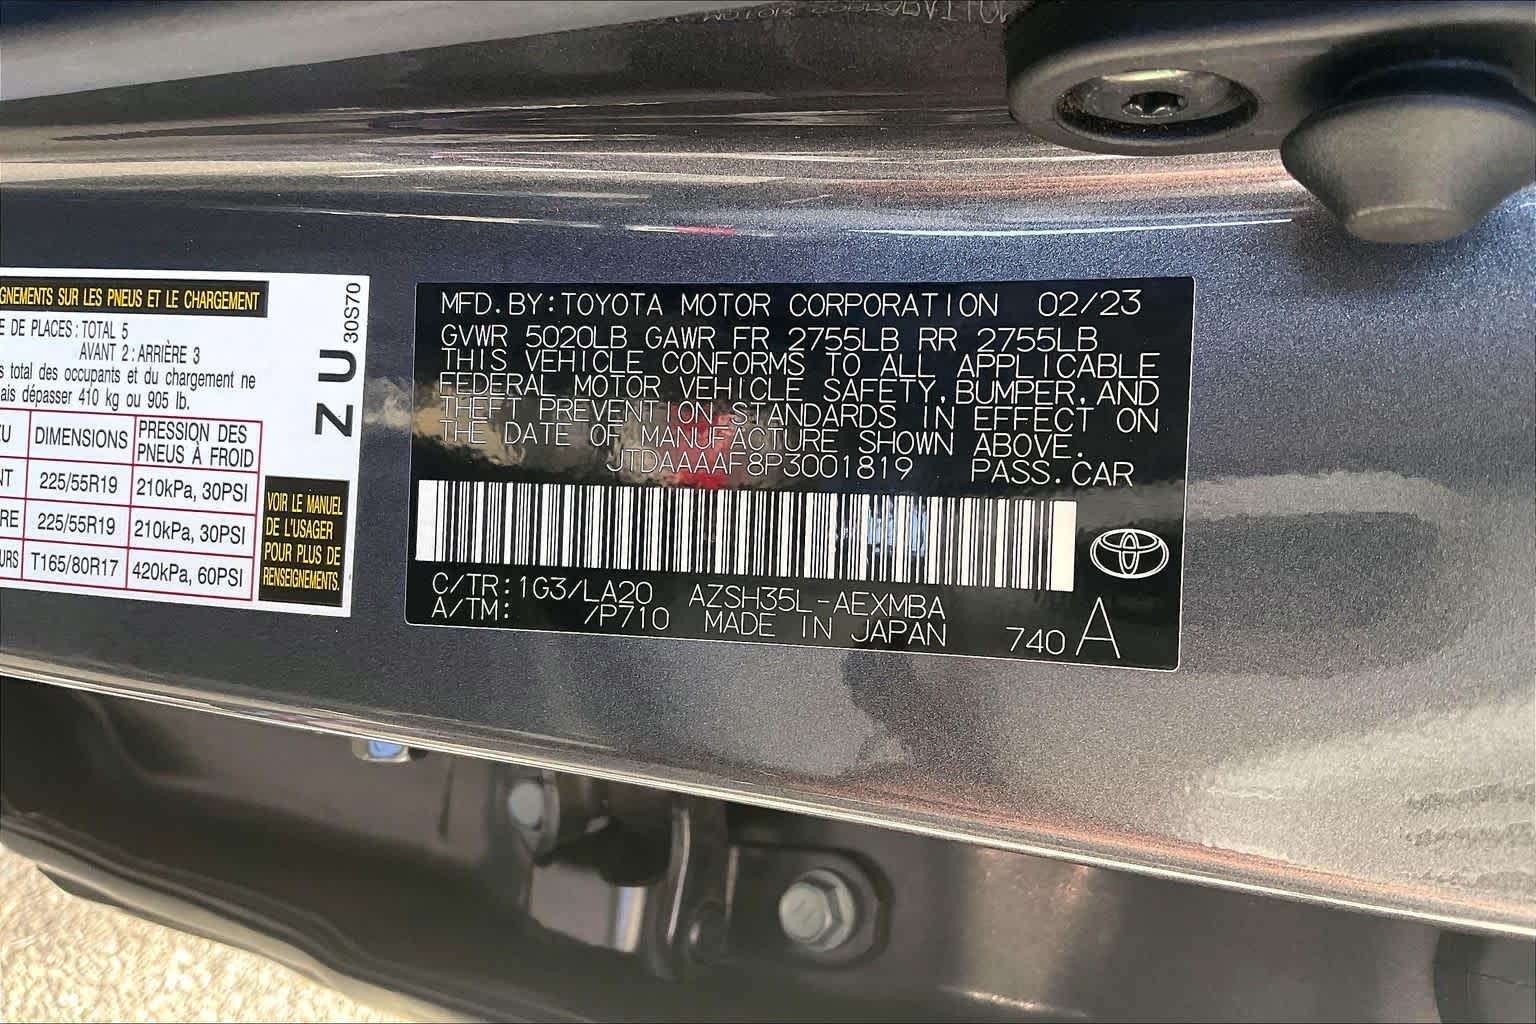 GNEMENTS SUR LES PNEUS ET LE CHARGEMENT
E DE PLACES: TOTAL 5
AVANT 2: ARRIÈRE 3
s total des occupants et du chargement ne
ais dépasser 410 kg ou 905 lb.
ZU DIMENSIONS PRESSION DES PNEUS À FROID
NT 225/55R19 210kPa, 30PSI
RE 225/55R19 210kPa, 30PSI
URS T165/80R17 420kPa, 60PSI
VOIR LE MANUEL
DE L'USAGER
POUR PLUS DE
RENSEIGNEMENTS.
30S70
Z U
MFD.BY:TOYOTA MOTOR CORPORATION 02/23
GVWR 5020LB GAWR FR 2755LB RR 2755LB
THIS VEHICLE CONFORMS TO ALL APPLICABLE
FEDERAL MOTOR VEHICLE SAFETY,BUMPER,AND
THEFT PREVENTION STANDARDS IN EFFECT ON
THE DATE OF MANUFACTURE SHOWN ABOVE.
JTDAAAAF8P3001819 PASS.CAR
C/TR:1G3/LA20 AZSH35L-AEXMBA
A/TM: /P710 MADE IN JAPAN 740 A